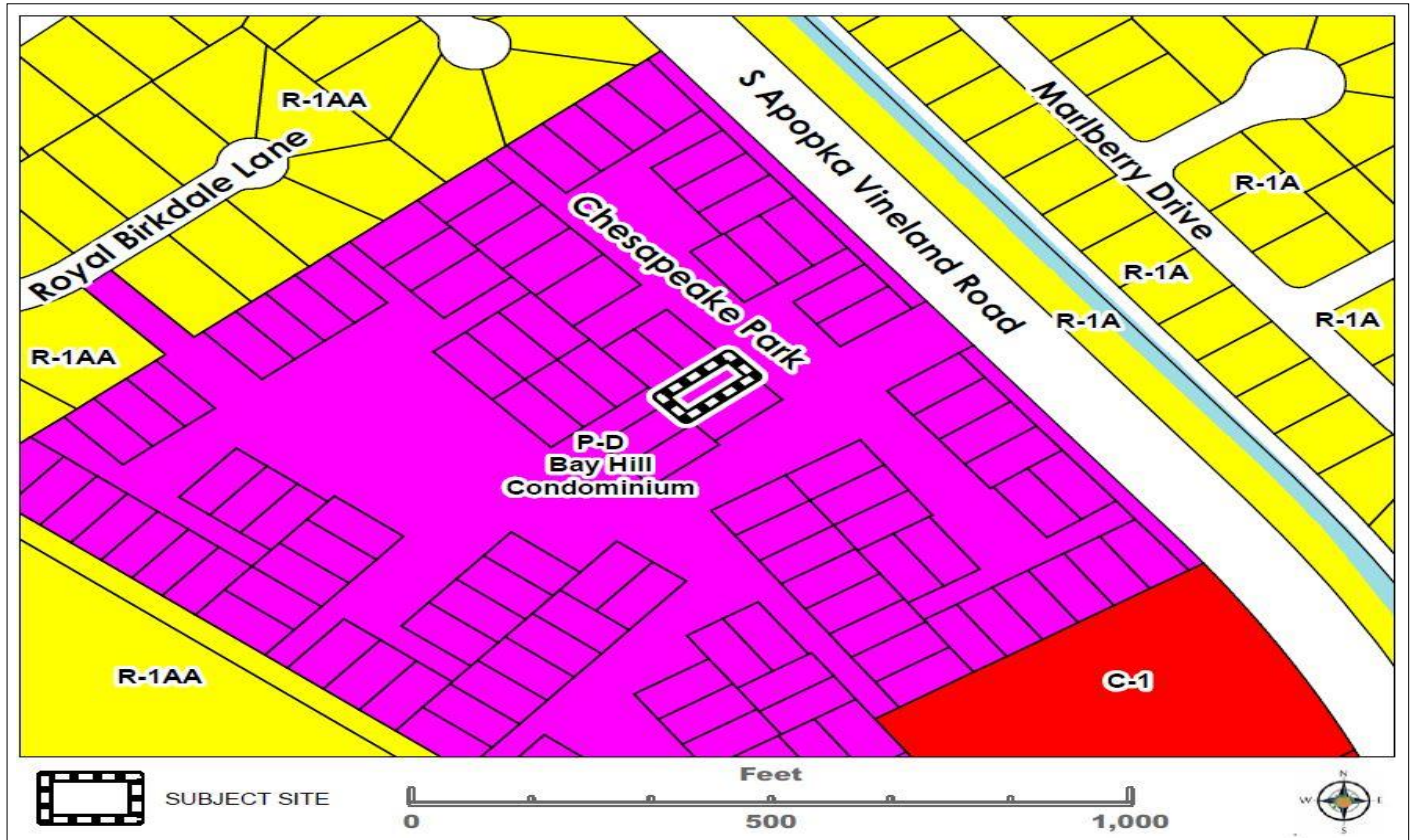 R-1AA
Royal Birkdale Lane
R-1AA
S Apopka Vineland Road
Marlberry Drive
R-1A
R-1A
R-1A
R-1A
Chesapeake Park
P-D
Bay Hill
Condominium
R-1AA
C-1
SUBJECT SITE
Feet
0
500
1,000
N
W
E
S